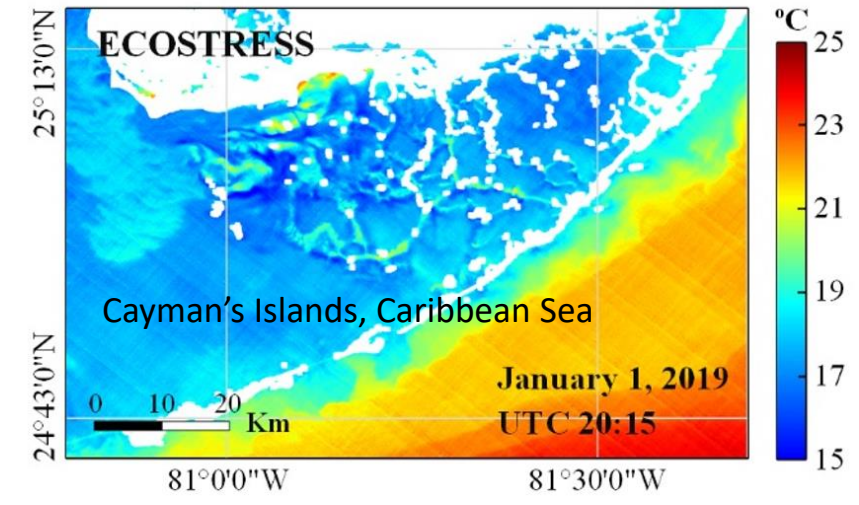 ºC
ECOSTRESS
25
23
21
19
17
15
25°13'0"N
24°43'0"N
Cayman's Islands, Caribbean Sea
January 1, 2019
UTC 20:15
0 10 20
Km
81°0'0"W
81°30'0"W